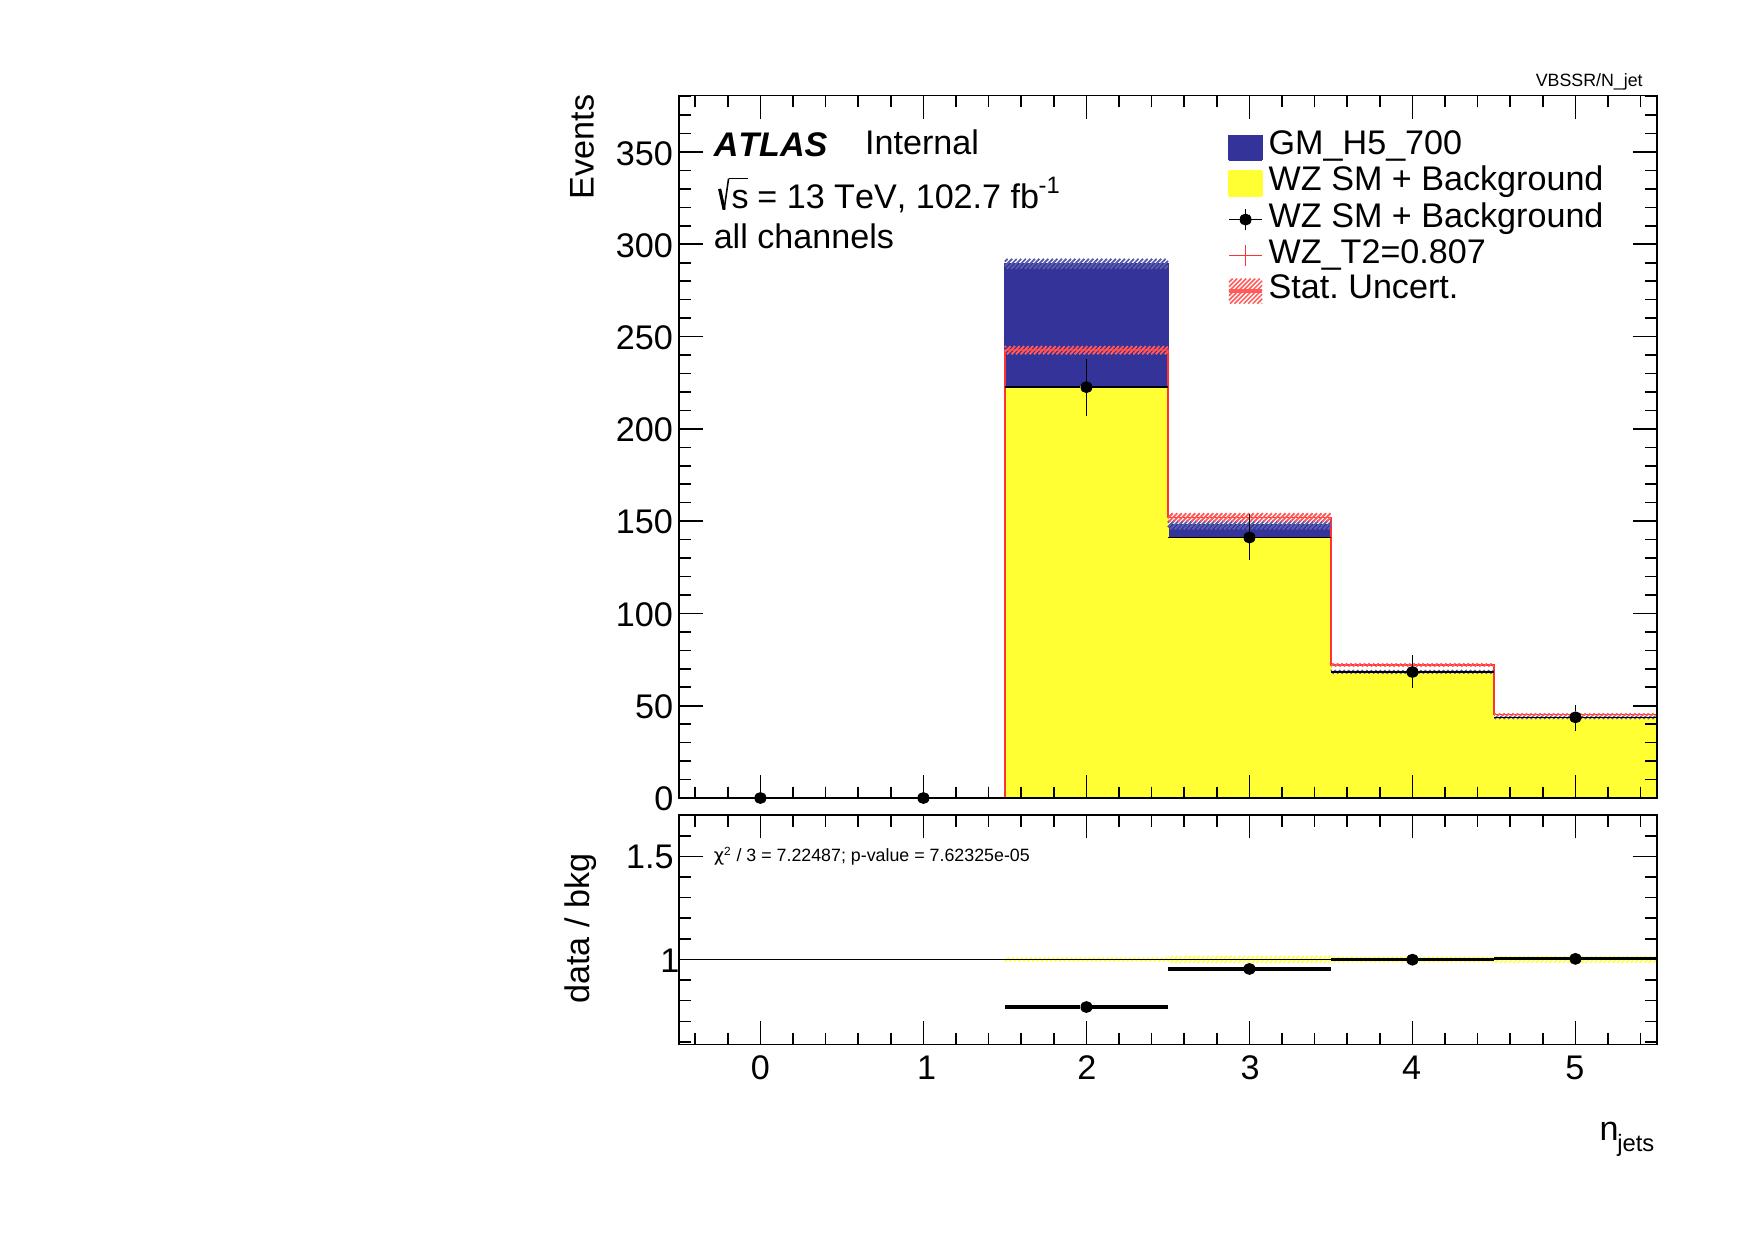 VBSSR/N_jet
Events
ATLAS Internal
√s = 13 TeV, 102.7 fb-1
all channels
GM_H5_700
WZ SM + Background
WZ SM + Background
WZ_T2=0.807
Stat. Uncert.
350
300
250
200
150
100
50
0
data / bkg
χ2 / 3 = 7.22487; p-value = 7.62325e-05
1.5
1
0 1 2 3 4 5
njets